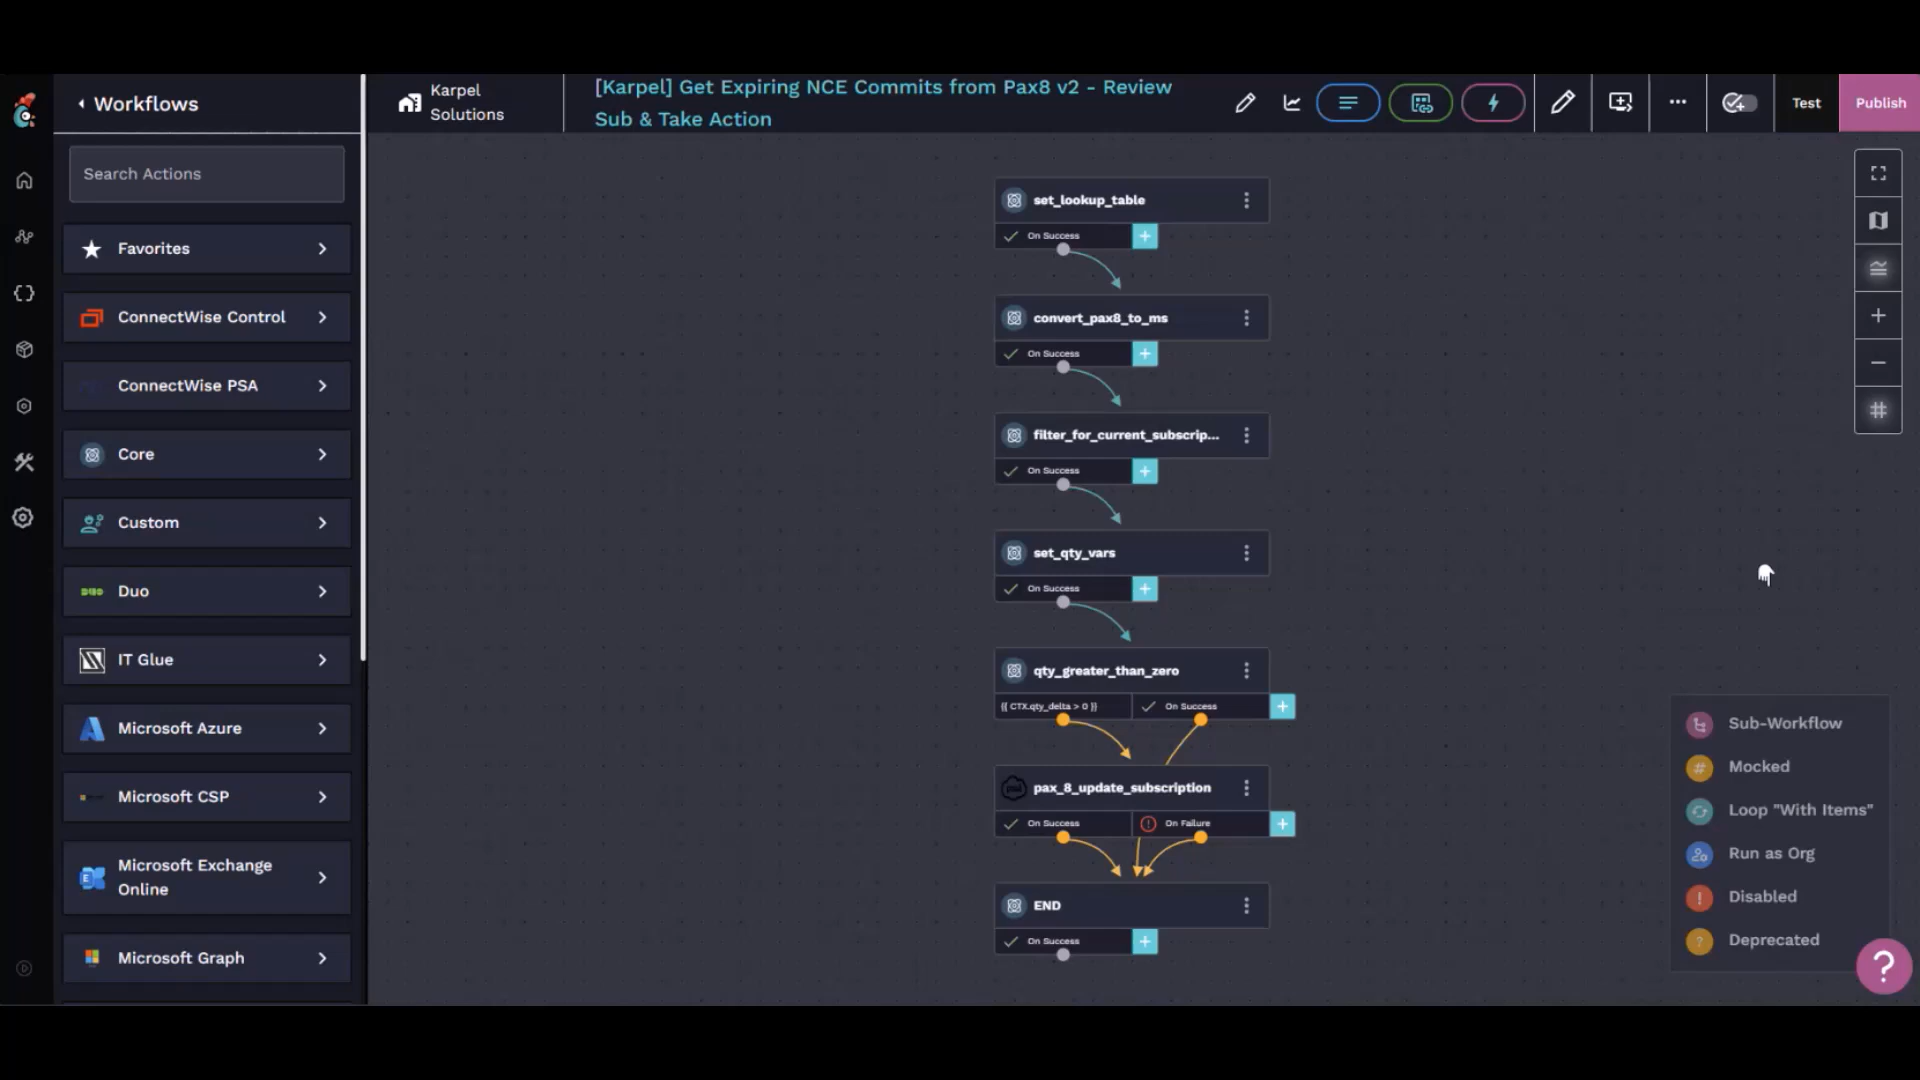 Workflows
Karpel
Solutions
[Karpel] Get Expiring NCE Commits from Pax8 v2 - Review
Sub & Take Action
Test
Publish
Search Actions
Favorites
ConnectWise Control
ConnectWise PSA
Core
Custom
Duo
IT Glue
Microsoft Azure
Microsoft CSP
Microsoft Exchange
Online
Microsoft Graph
set_lookup_table
On Success
convert_pax8_to_ms
On Success
filter_for_current_subscrip...
On Success
set_qty_vars
On Success
qty_greater_than_zero
{{ CTX.qty_delta > 0 }}
On Success
pax_8_update_subscription
On Success
On Failure
END
On Success
Sub-Workflow
Mocked
Loop "With Items"
Run as Org
Disabled
Deprecated